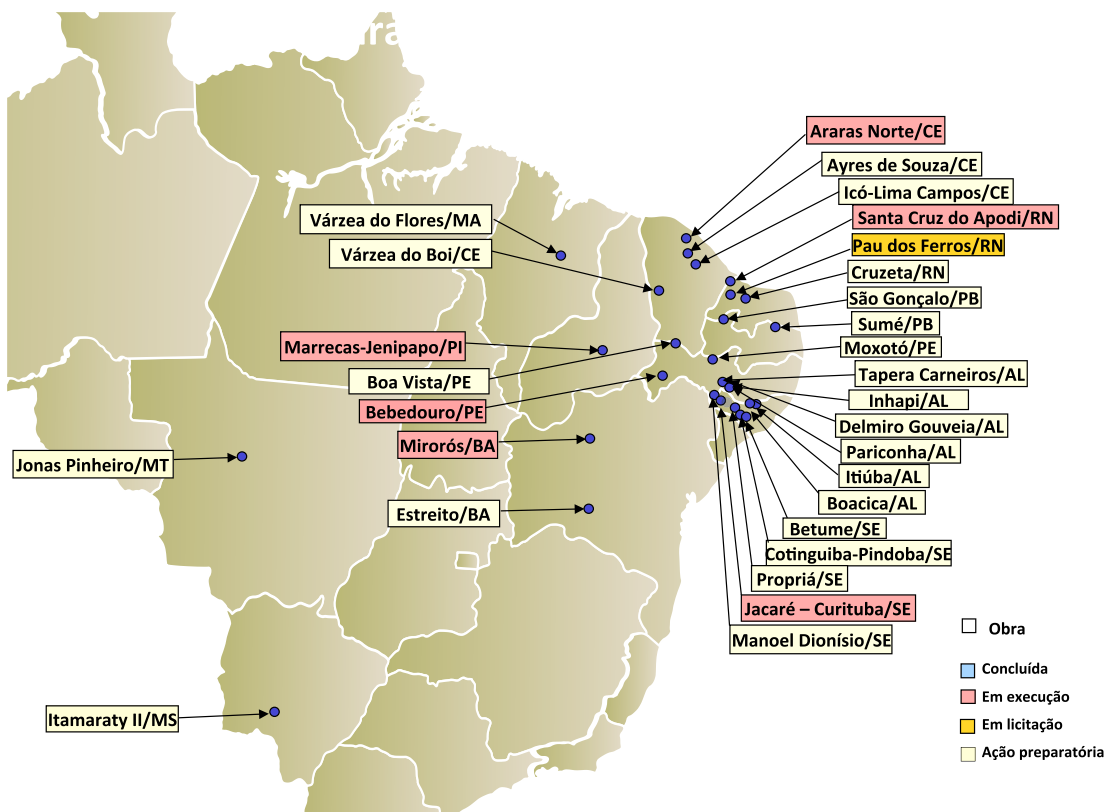 ra
Araras Norte/CE
Ayres de Souza/CE
Icó-Lima Campos/CE
Santa Cruz do Apodi/RN
Pau dos Ferros/RN
Cruzeta/RN
São Gonçalo/PB
Sumé/PB
Moxotó/PE
Tapera Carneiros/AL
Inhapi/AL
Delmiro Gouveia/AL
Pariconha/AL
Itiúba/AL
Boacica/AL
Betume/SE
Cotinguiba-Pindoba/SE
Propriá/SE
Jacaré – Curituba/SE
Manoel Dionísio/SE
Várzea do Flores/MA
Várzea do Boi/CE
Marrecas-Jenipapo/PI
Boa Vista/PE
Bebedouro/PE
Mirorós/BA
Jonas Pinheiro/MT
Estreito/BA
Itamaraty II/MS
Obra
Concluída
Em execução
Em licitação
Ação preparatória